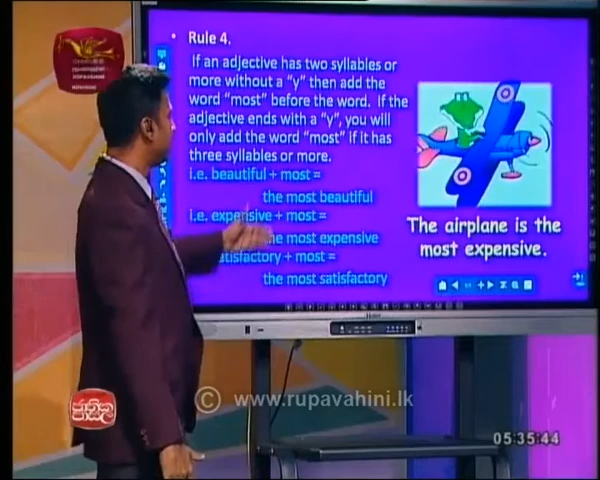 • Rule 4.
If an adjective has two syllables or
more without a "y" then add the
word "most" before the word. If the
adjective ends with a "y", you will
only add the word "most" if it has
three syllables or more.
i.e. beautiful + most =
the most beautiful
i.e. expensive + most =
the most expensive
satisfactory + most =
the most satisfactory
The airplane is the
most expensive.
Haier
© www.rupavahini.lk
05:35:44